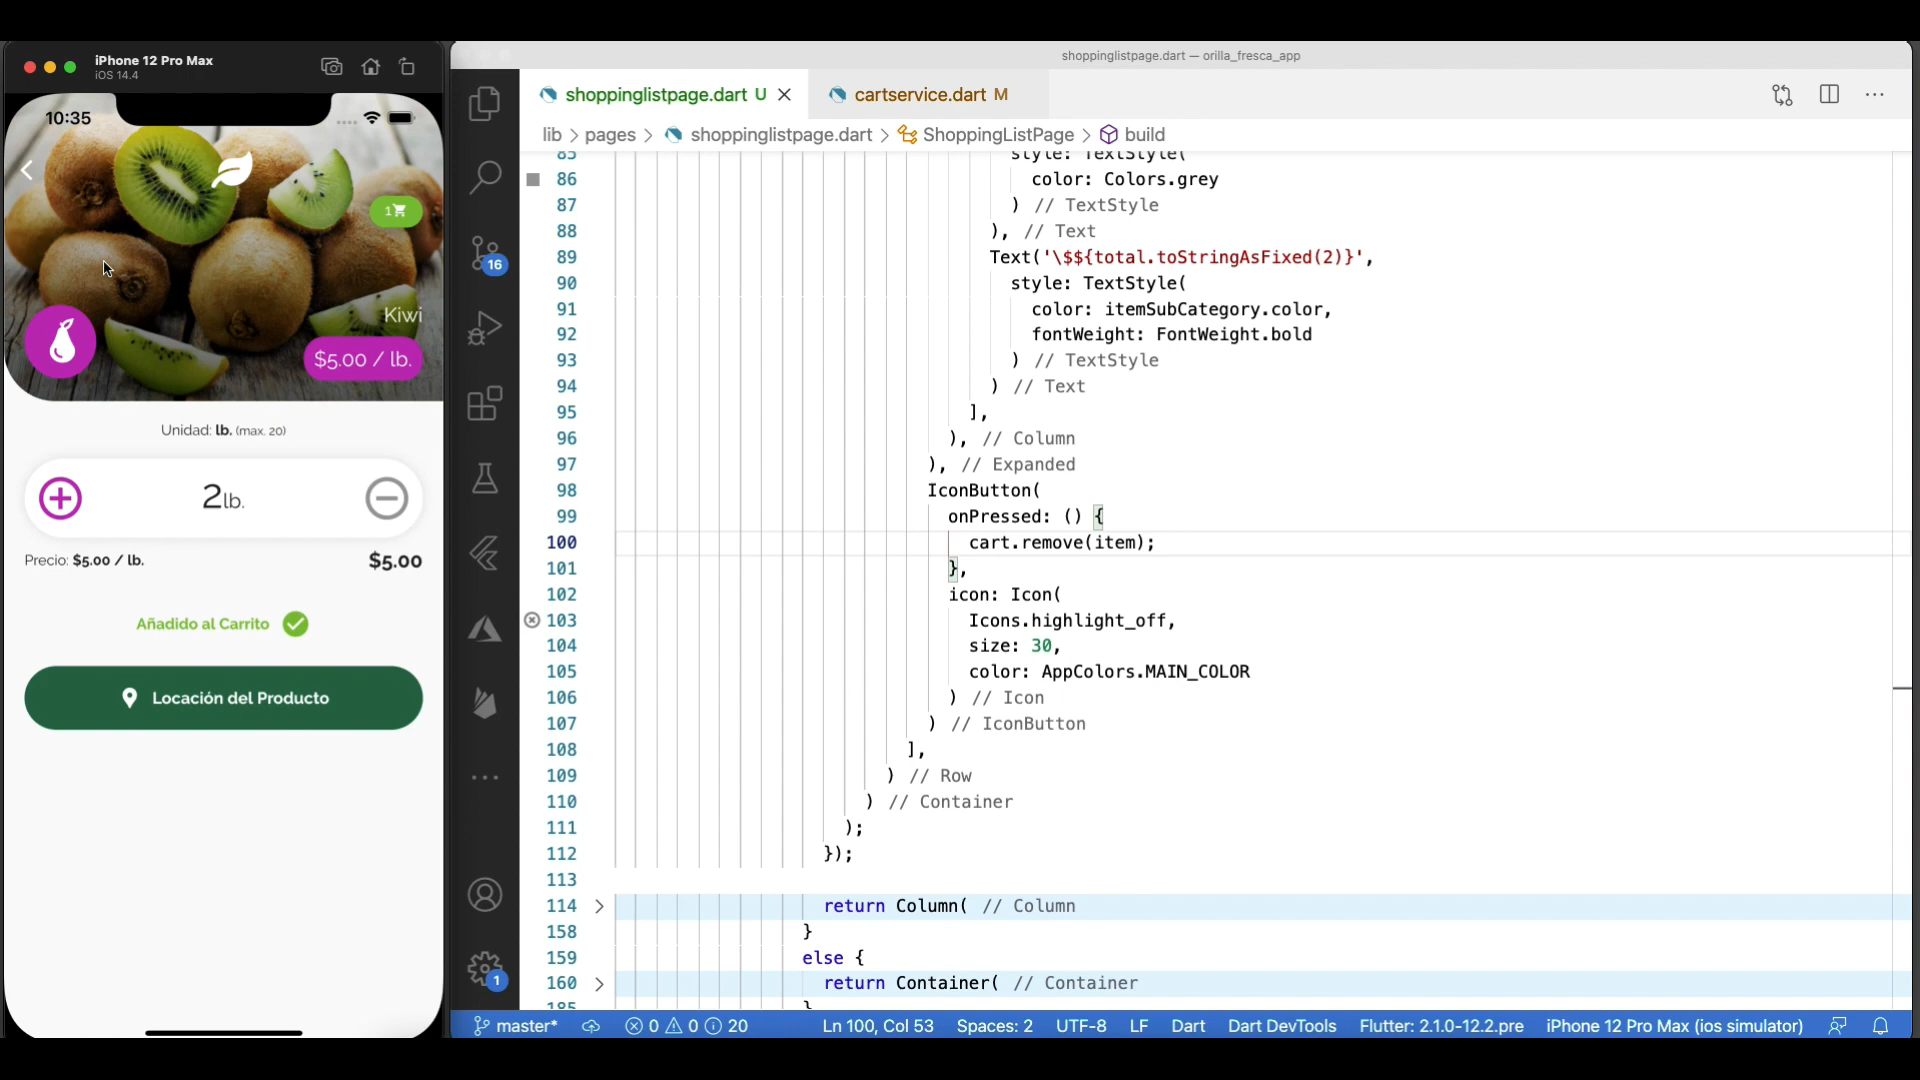 iPhone 12 Pro Max
iOS 14.4
10:35
1
Kiwi
$5.00 / lb.
Unidad: lb. (max. 20)
2lb.
Precio: $5.00 / lb.
$5.00
Añadido al Carrito
Locación del Producto
shoppinglistpage.dart — orilla_fresca_app
shoppinglistpage.dart U
cartservice.dart M
lib > pages > shoppinglistpage.dart > ShoppingListPage > build
16
1
85 style: TextStyle(
86 color: Colors.grey
87 ) // TextStyle
88 ), // Text
89 Text('\$${total.toStringAsFixed(2)}',
90 style: TextStyle(
91 color: itemSubCategory.color,
92 fontWeight: FontWeight.bold
93 ) // TextStyle
94 ) // Text
95 ],
96 ), // Column
97 ), // Expanded
98 IconButton(
99 onPressed: () {
100 cart.remove(item);
101 },
102 icon: Icon(
103 Icons.highlight_off,
104 size: 30,
105 color: AppColors.MAIN_COLOR
106 ) // Icon
107 ) // IconButton
108 ],
109 ) // Row
110 ) // Container
111 );
112 });
113
114 return Column( // Column
158 }
159 else {
160 return Container( // Container
185 }
master* 0 0 20 Ln 100, Col 53 Spaces: 2 UTF-8 LF Dart Dart DevTools Flutter: 2.1.0-12.2.pre iPhone 12 Pro Max (ios simulator)